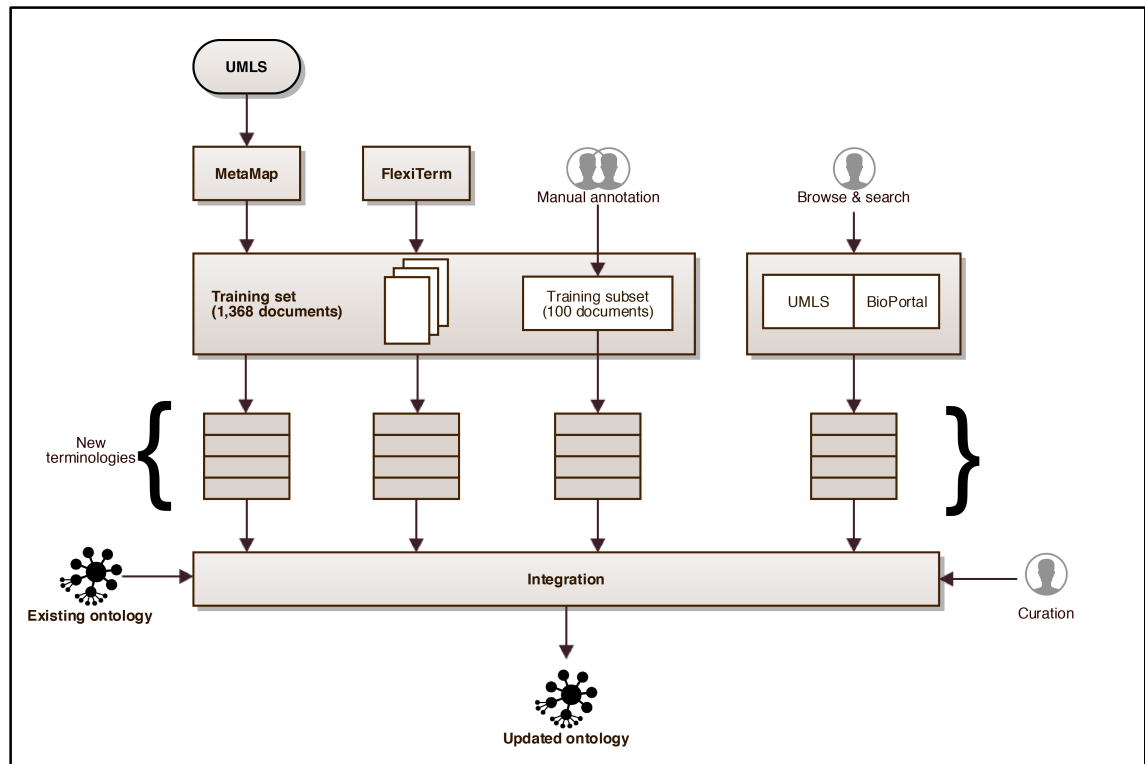 UMLS
MetaMap
FlexiTerm
Manual annotation
Browse & search
Training set
(1,368 documents)
Training subset
(100 documents)
UMLS
BioPortal
New
terminologies
Integration
Existing ontology
Curation
Updated ontology